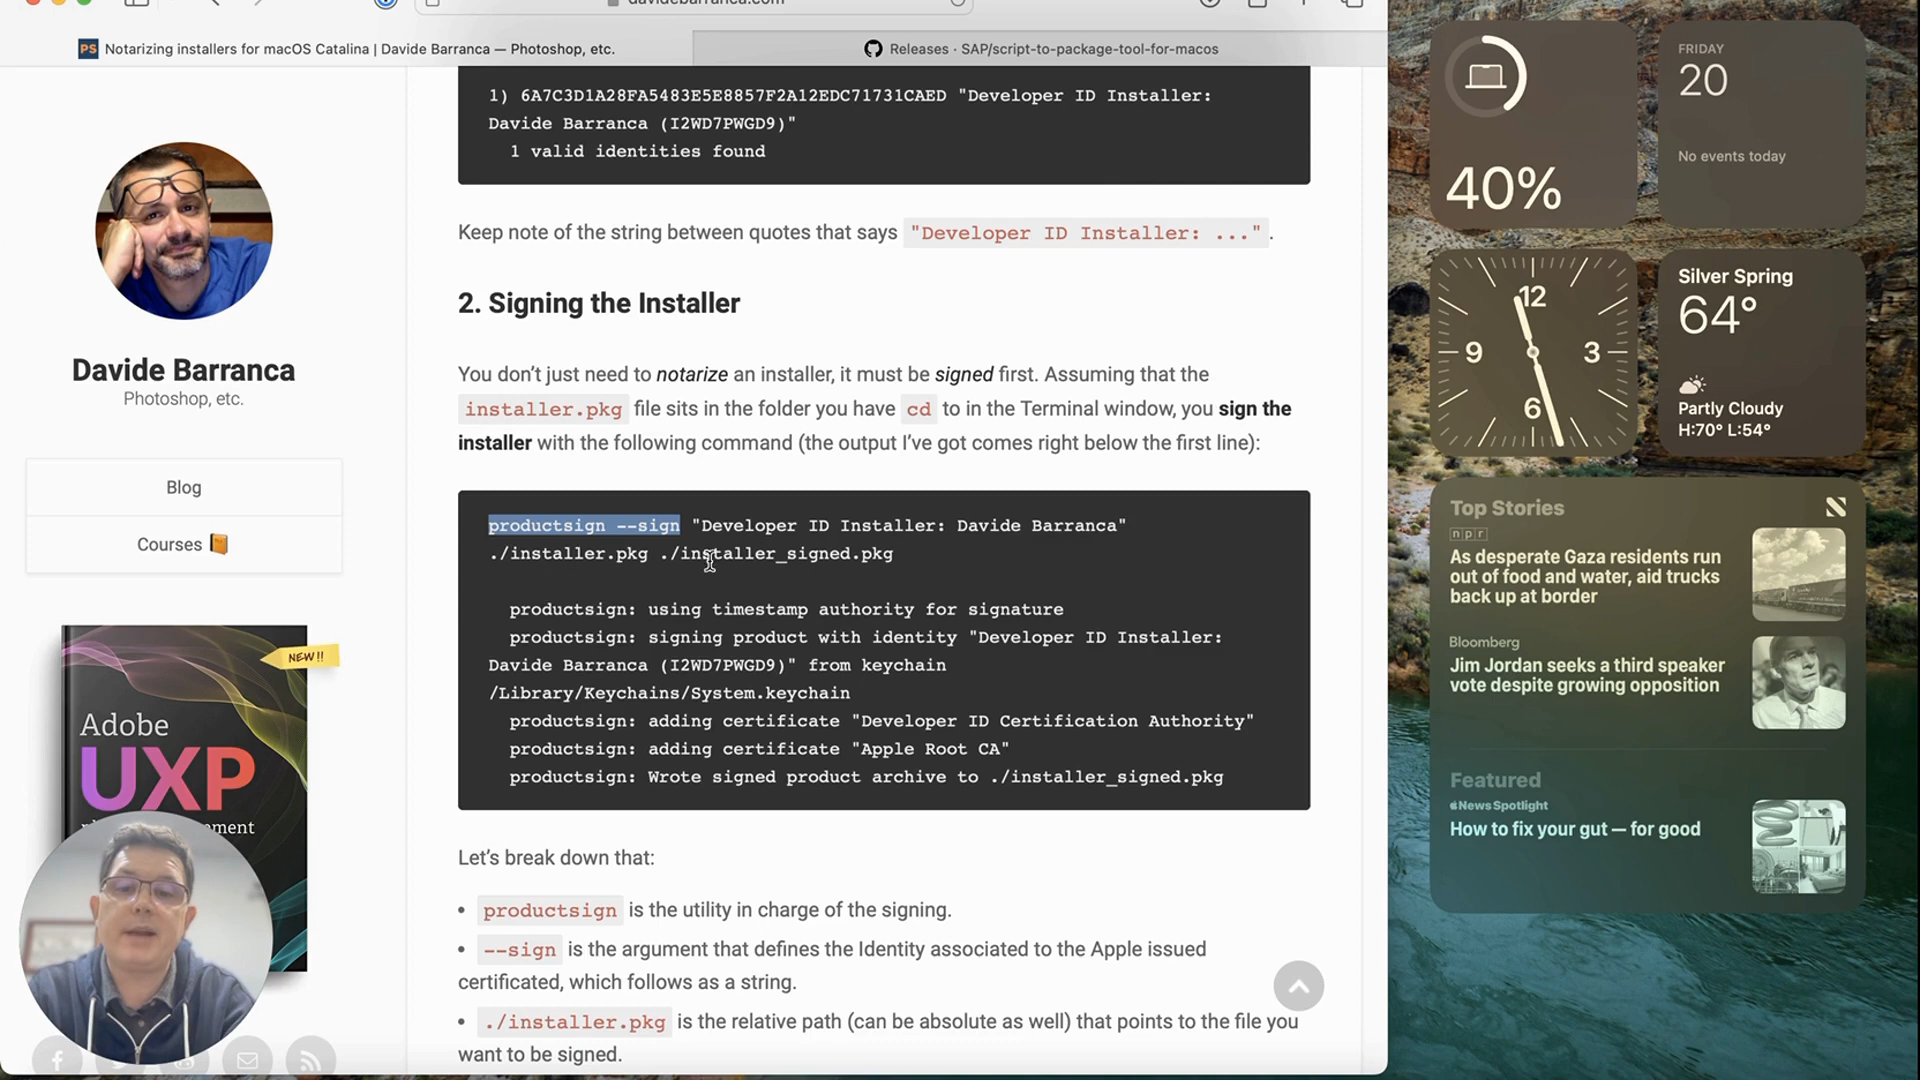 davidebarranca.com
Notarizing installers for macOS Catalina | Davide Barranca — Photoshop, etc.
Releases · SAP/script-to-package-tool-for-macos
PS
Davide Barranca
Photoshop, etc.
Blog
Courses
NEW!!
Adobe
UXP
1) 6A7C3D1A28FA5483E5E8857F2A12EDC71731CAED "Developer ID Installer:
Davide Barranca (I2WD7PWGD9)"
1 valid identities found
Keep note of the string between quotes that says "Developer ID Installer: ...".
2. Signing the Installer
You don’t just need to notarize an installer, it must be signed first. Assuming that the
installer.pkg file sits in the folder you have cd to in the Terminal window, you sign the
installer with the following command (the output I’ve got comes right below the first line):
productsign --sign "Developer ID Installer: Davide Barranca"
./installer.pkg ./installer_signed.pkg
productsign: using timestamp authority for signature
productsign: signing product with identity "Developer ID Installer:
Davide Barranca (I2WD7PWGD9)" from keychain
/Library/Keychains/System.keychain
productsign: adding certificate "Developer ID Certification Authority"
productsign: adding certificate "Apple Root CA"
productsign: Wrote signed product archive to ./installer_signed.pkg
Let’s break down that:
• productsign is the utility in charge of the signing.
• --sign is the argument that defines the Identity associated to the Apple issued
certificated, which follows as a string.
• ./installer.pkg is the relative path (can be absolute as well) that points to the file you
want to be signed.
40%
FRIDAY
20
No events today
12
3
6
9
Silver Spring
64°
Partly Cloudy
H:70° L:54°
Top Stories
npr
As desperate Gaza residents run
out of food and water, aid trucks
back up at border
Bloomberg
Jim Jordan seeks a third speaker
vote despite growing opposition
Featured
News Spotlight
How to fix your gut — for good